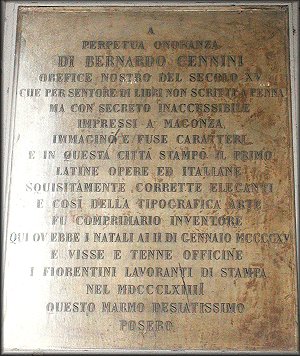 A
PERPETUA ONORANZA
DI BERNARDO CENNINI
OREFICE NOSTRO DEL SECOLO XV
CHE PER SENTORE DI LIBRI NON SCRITTI A PENNA
MA CON SECRETO INACCESSIBILE
IMPRESSI A MAGONZA
IMMAGINO E FUSE CARATTERI
E IN QUESTA CITTÀ STAMPÒ IL PRIMO
LATINE OPERE ED ITALIANE
SQUISITAMENTE CORRETTE ELEGANTI
E COSÌ DELLA TIPOGRAFICA ARTE
FU COMPRIMARIO INVENTORE
QUI OV'EBBE I NATALI AI II DI GENNAIO MCCCCXV
E VISSE E TENNE OFFICINE
I FIORENTINI LAVORANTI DI STAMPA
NEL
QUESTO MARMO DESIATISSIMO
POSERO